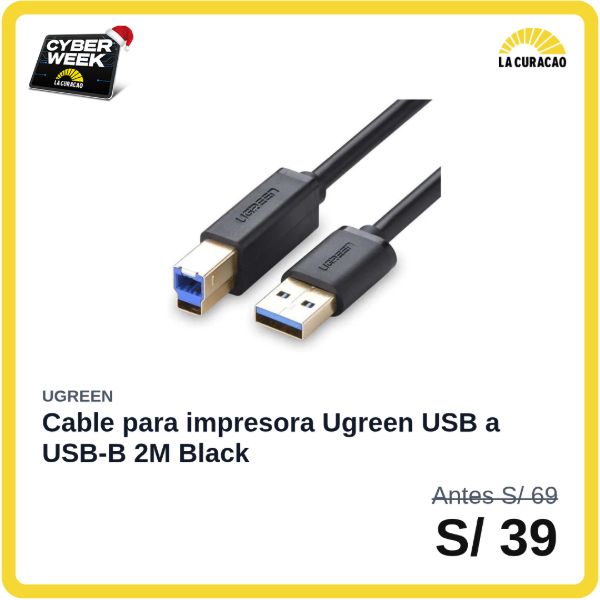 CYBER
WEEK
LA CURACAO
LA CURACAO
UGREEN
UGREEN
UGREEN
Cable para impresora Ugreen USB a
USB-B 2M Black
Antes S/ 69
S/ 39